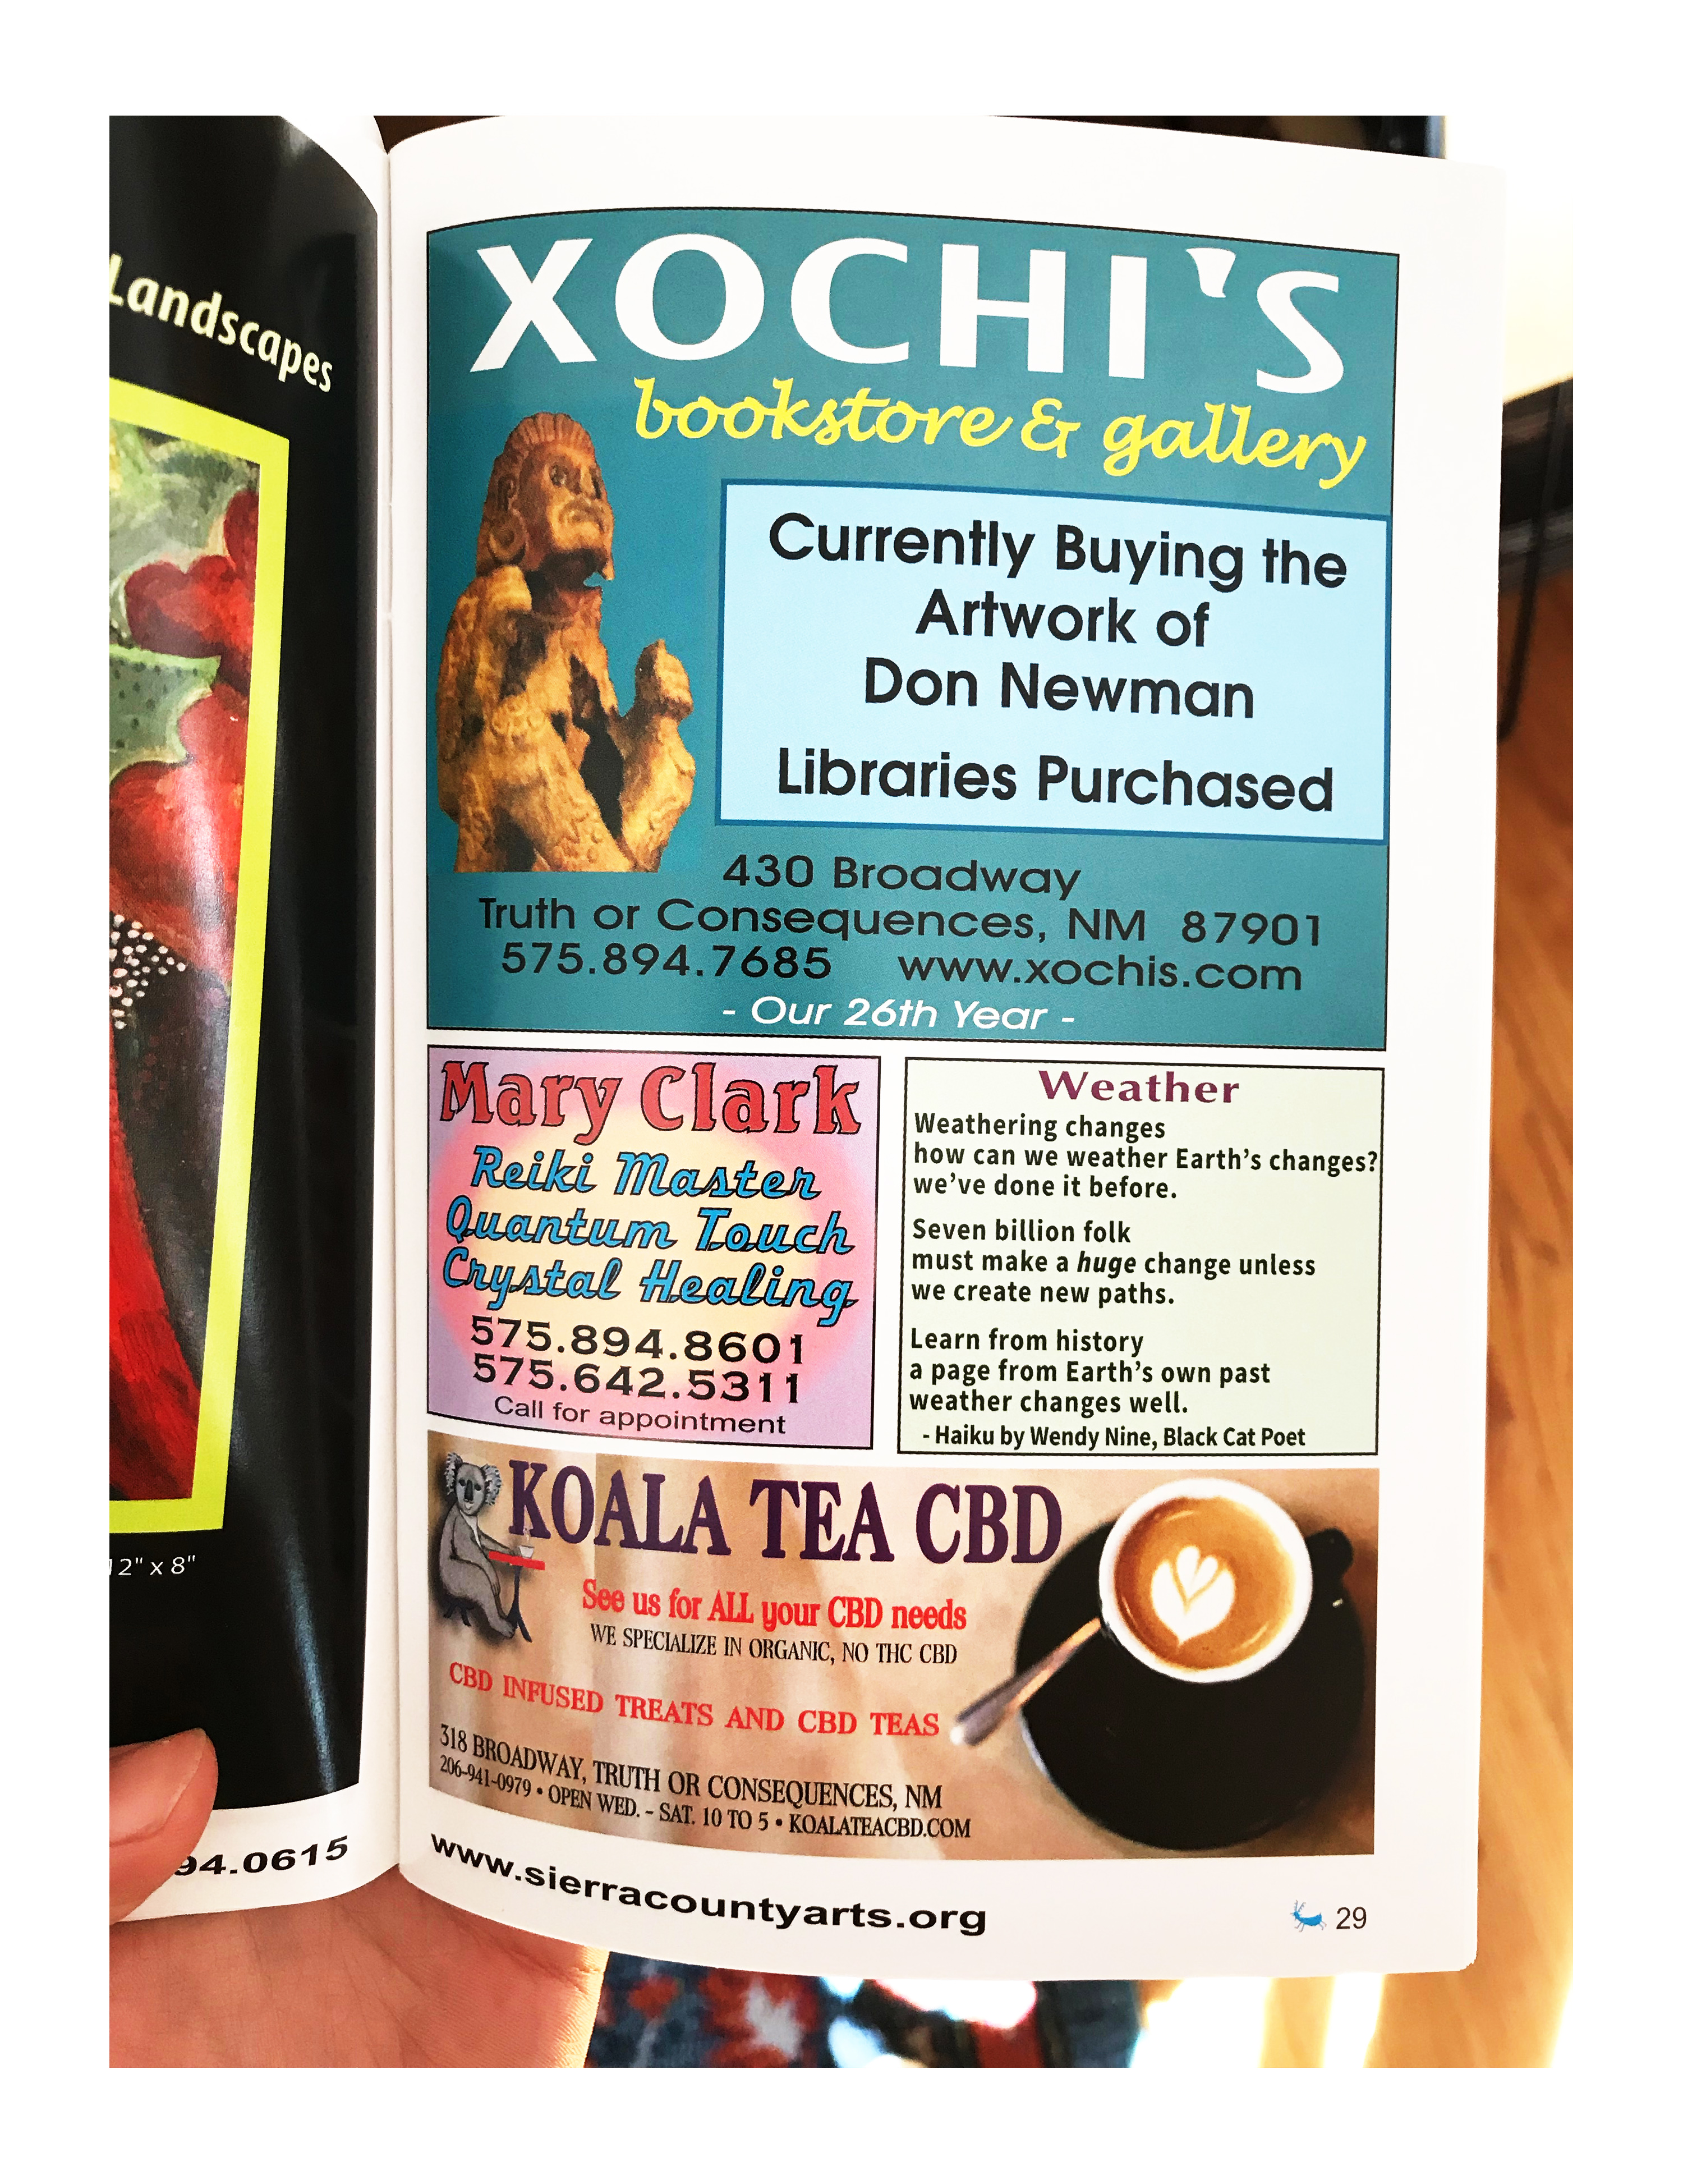 Landscapes
12" x 8"
94.0615
XOCHI'S
bookstore & gallery
Currently Buying the
Artwork of
Don Newman
Libraries Purchased
430 Broadway
Truth or Consequences, NM 87901
575.894.7685 www.xochis.com
- Our 26th Year -
Mary Clark
Reiki Master
Quantum Touch
Crystal Healing
575.894.8601
575.642.5311
Call for appointment
Weather
Weathering changes
how can we weather Earth's changes?
we've done it before.
Seven billion folk
must make a huge change unless
we create new paths.
Learn from history
a page from Earth's own past
weather changes well.
- Haiku by Wendy Nine, Black Cat Poet
KOALA TEA CBD
See us for ALL your CBD needs
WE SPECIALIZE IN ORGANIC, NO THC CBD
CBD INFUSED TREATS AND CBD TEAS
318 BROADWAY, TRUTH OR CONSEQUENCES, NM
206-941-0979 • OPEN WED. - SAT. 10 TO 5 • KOALATEACBD.COM
www.sierracountyarts.org
29